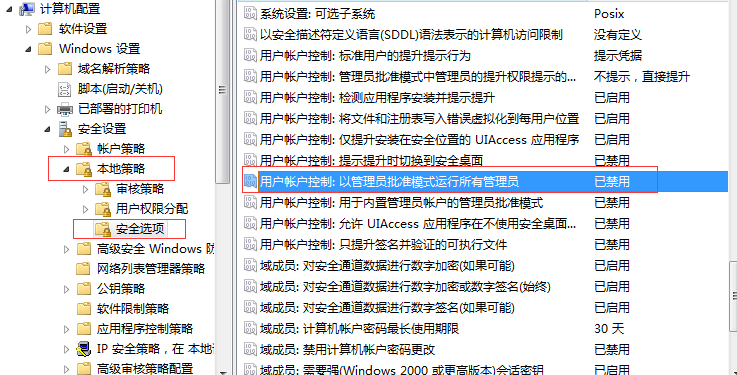 计算机配置
软件设置
Windows 设置
域名解析策略
脚本(启动/关机)
已部署的打印机
安全设置
帐户策略
本地策略
审核策略
用户权限分配
安全选项
高级安全 Windows 防
网络列表管理器策略
公钥策略
软件限制策略
应用程序控制策略
IP 安全策略，在 本地
高级审核策略配置
系统设置: 可选子系统 Posix
以安全描述符定义语言(SDDL)语法表示的计算机访问限制 没有定义
用户帐户控制: 标准用户的提升提示行为 提示凭据
用户帐户控制: 管理员批准模式中管理员的提升权限提示的... 不提示，直接提升
用户帐户控制: 检测应用程序安装并提示提升 已启用
用户帐户控制: 将文件和注册表写入错误虚拟化到每用户位置 已启用
用户帐户控制: 仅提升安装在安全位置的 UIAccess 应用程序 已启用
用户帐户控制: 提示提升时切换到安全桌面 已禁用
用户帐户控制: 以管理员批准模式运行所有管理员 已禁用
用户帐户控制: 用于内置管理员帐户的管理员批准模式 已禁用
用户帐户控制: 允许 UIAccess 应用程序在不使用安全桌面... 已禁用
用户帐户控制: 只提升签名并验证的可执行文件 已禁用
域成员: 对安全通道数据进行数字加密(如果可能) 已启用
域成员: 对安全通道数据进行数字加密或数字签名(始终) 已启用
域成员: 对安全通道数据进行数字签名(如果可能) 已启用
域成员: 计算机帐户密码最长使用期限 30 天
域成员: 禁用计算机帐户密码更改 已禁用
域成员: 需要强(Windows 2000 或更高版本)会话密钥 已启用